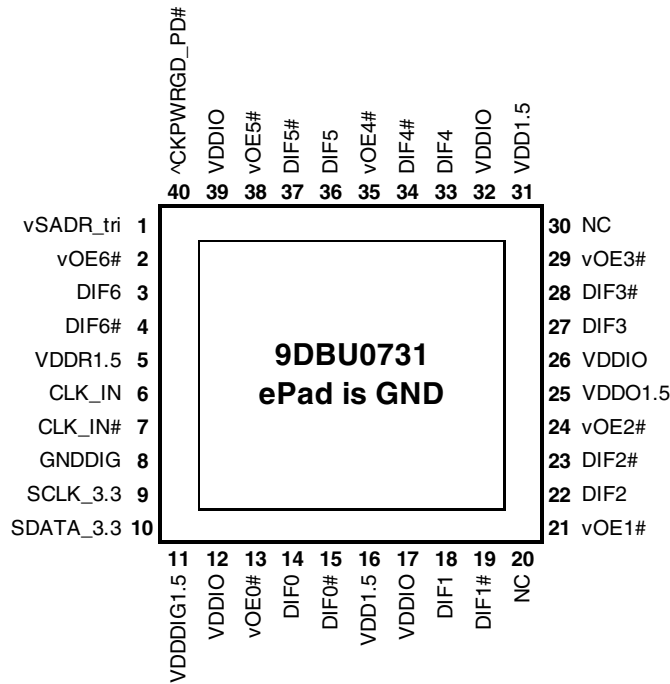 ^CKPWRGD_PD#
VDDIO
vOE5#
DIF5#
DIF5
vOE4#
DIF4#
DIF4
VDDIO
VDD1.5
40 39 38 37 36 35 34 33 32 31
vSADR_tri 1
30 NC
vOE6# 2
29 vOE3#
DIF6 3
28 DIF3#
DIF6# 4
27 DIF3
VDDR1.5 5
26 VDDIO
CLK_IN 6
25 VDDO1.5
CLK_IN# 7
24 vOE2#
GNDDIG 8
23 DIF2#
SCLK_3.3 9
22 DIF2
SDATA_3.3 10
21 vOE1#
9DBU0731
ePad is GND
11 12 13 14 15 16 17 18 19 20
VDDDIG1.5
VDDIO
vOE0#
DIF0
DIF0#
VDD1.5
VDDIO
DIF1
DIF1#
NC